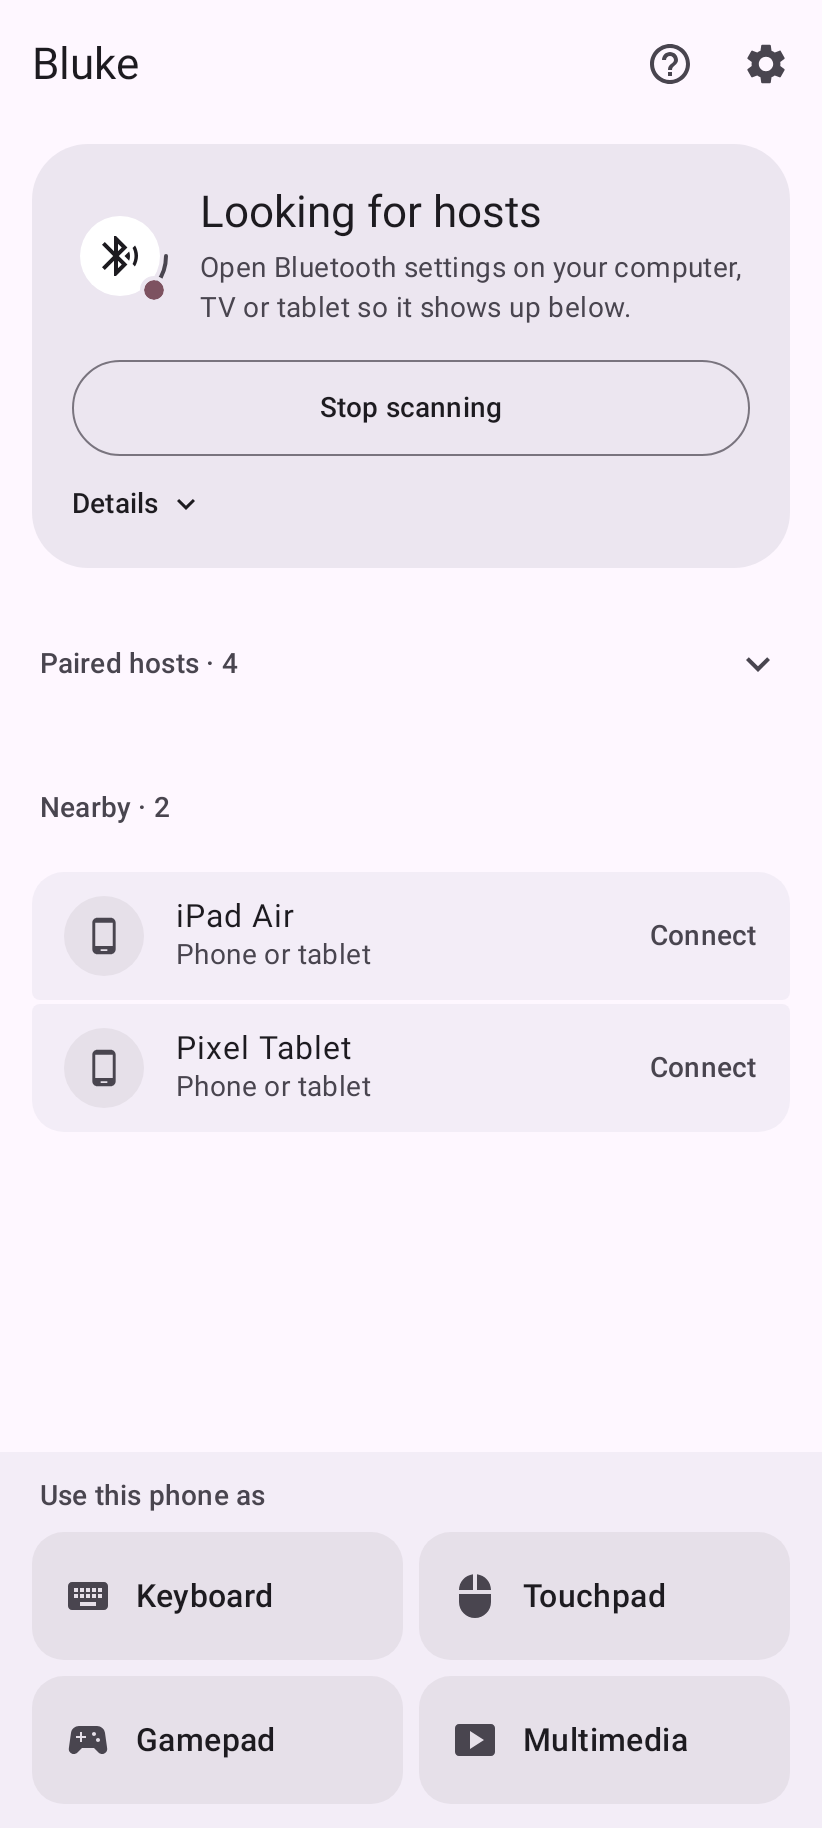 Bluke
Looking for hosts
Open Bluetooth settings on your computer,
TV or tablet so it shows up below.
Stop scanning
Details
Paired hosts · 4
Nearby · 2
iPad Air
Phone or tablet
Connect
Pixel Tablet
Phone or tablet
Connect
Use this phone as
Keyboard
Touchpad
Gamepad
Multimedia